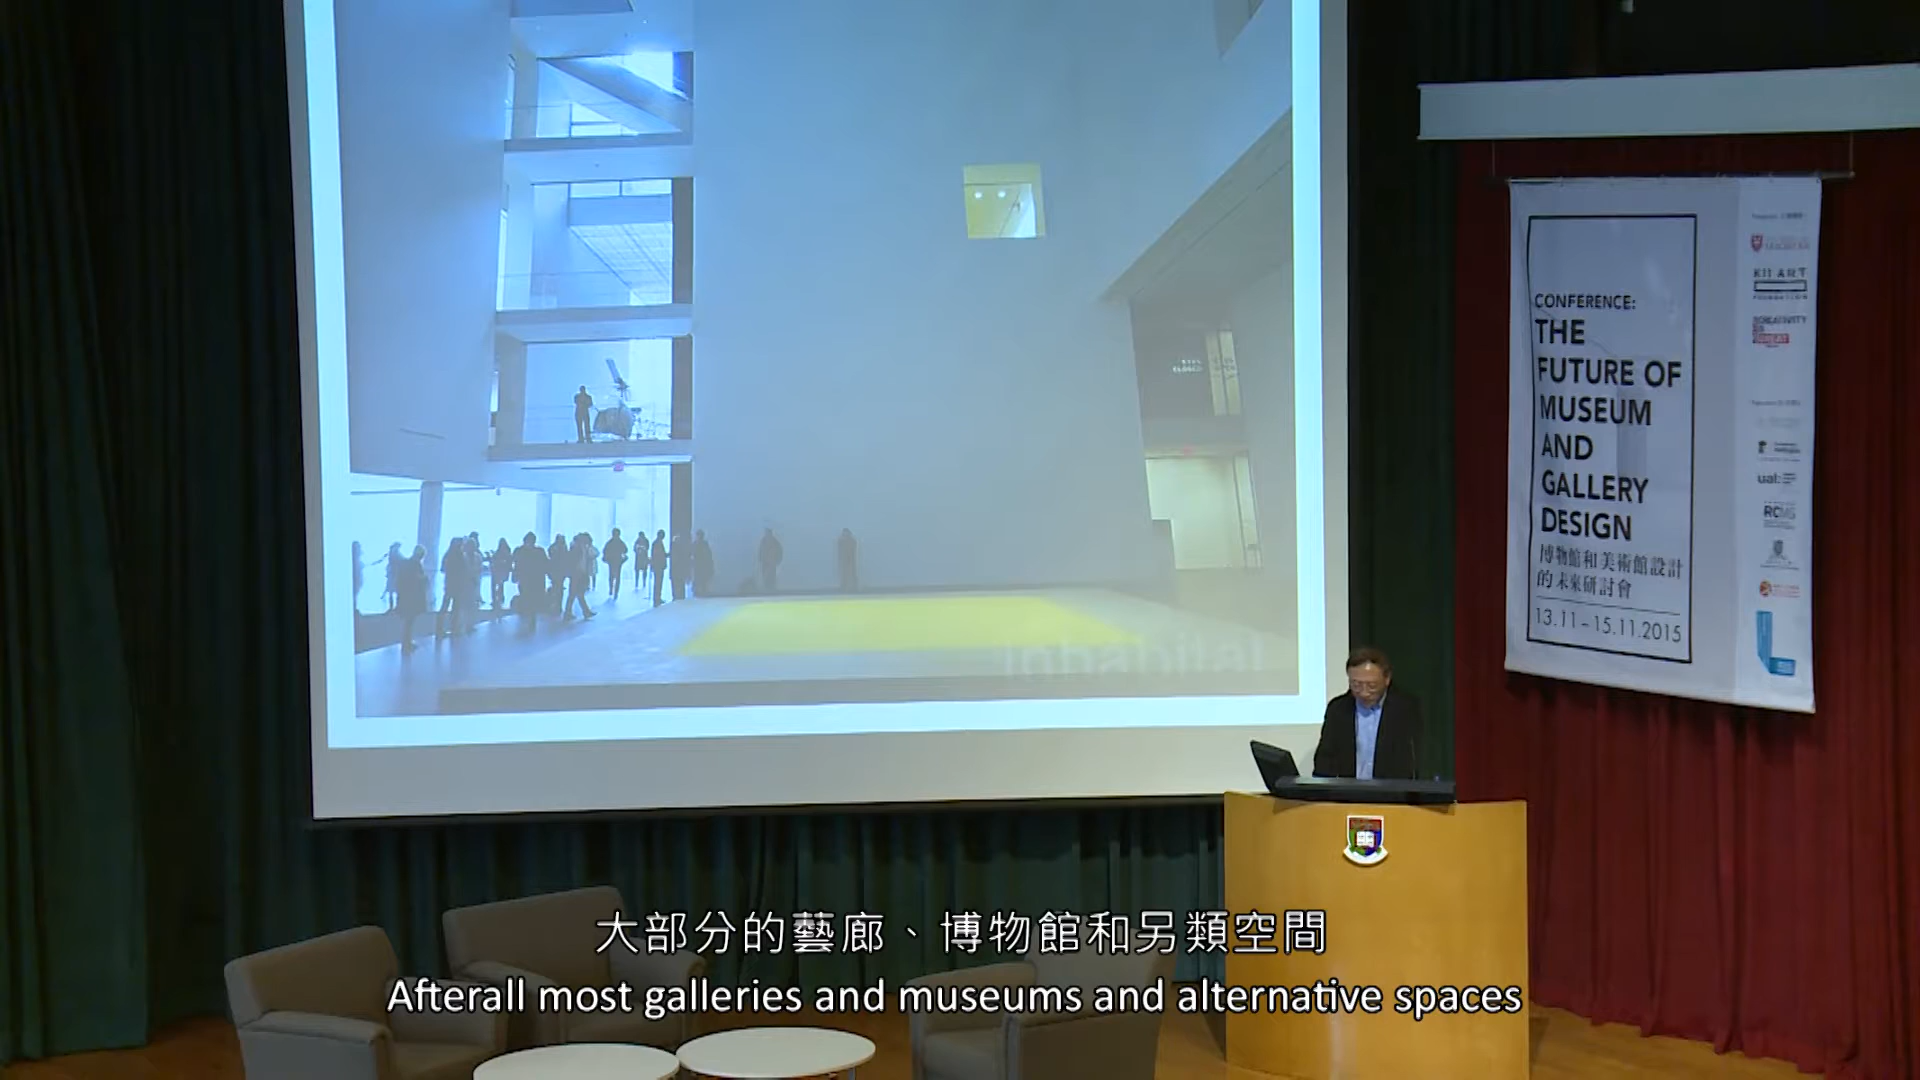 CONFERENCE:
THE
FUTURE OF
MUSEUM
AND
GALLERY
DESIGN
博物館和美術館設計
的未來研討會
13.11 – 15.11.2015
KII ART
ual:
RCMG
Inhabitat
大部分的藝廊、博物館和另類空間
Afterall most galleries and museums and alternative spaces